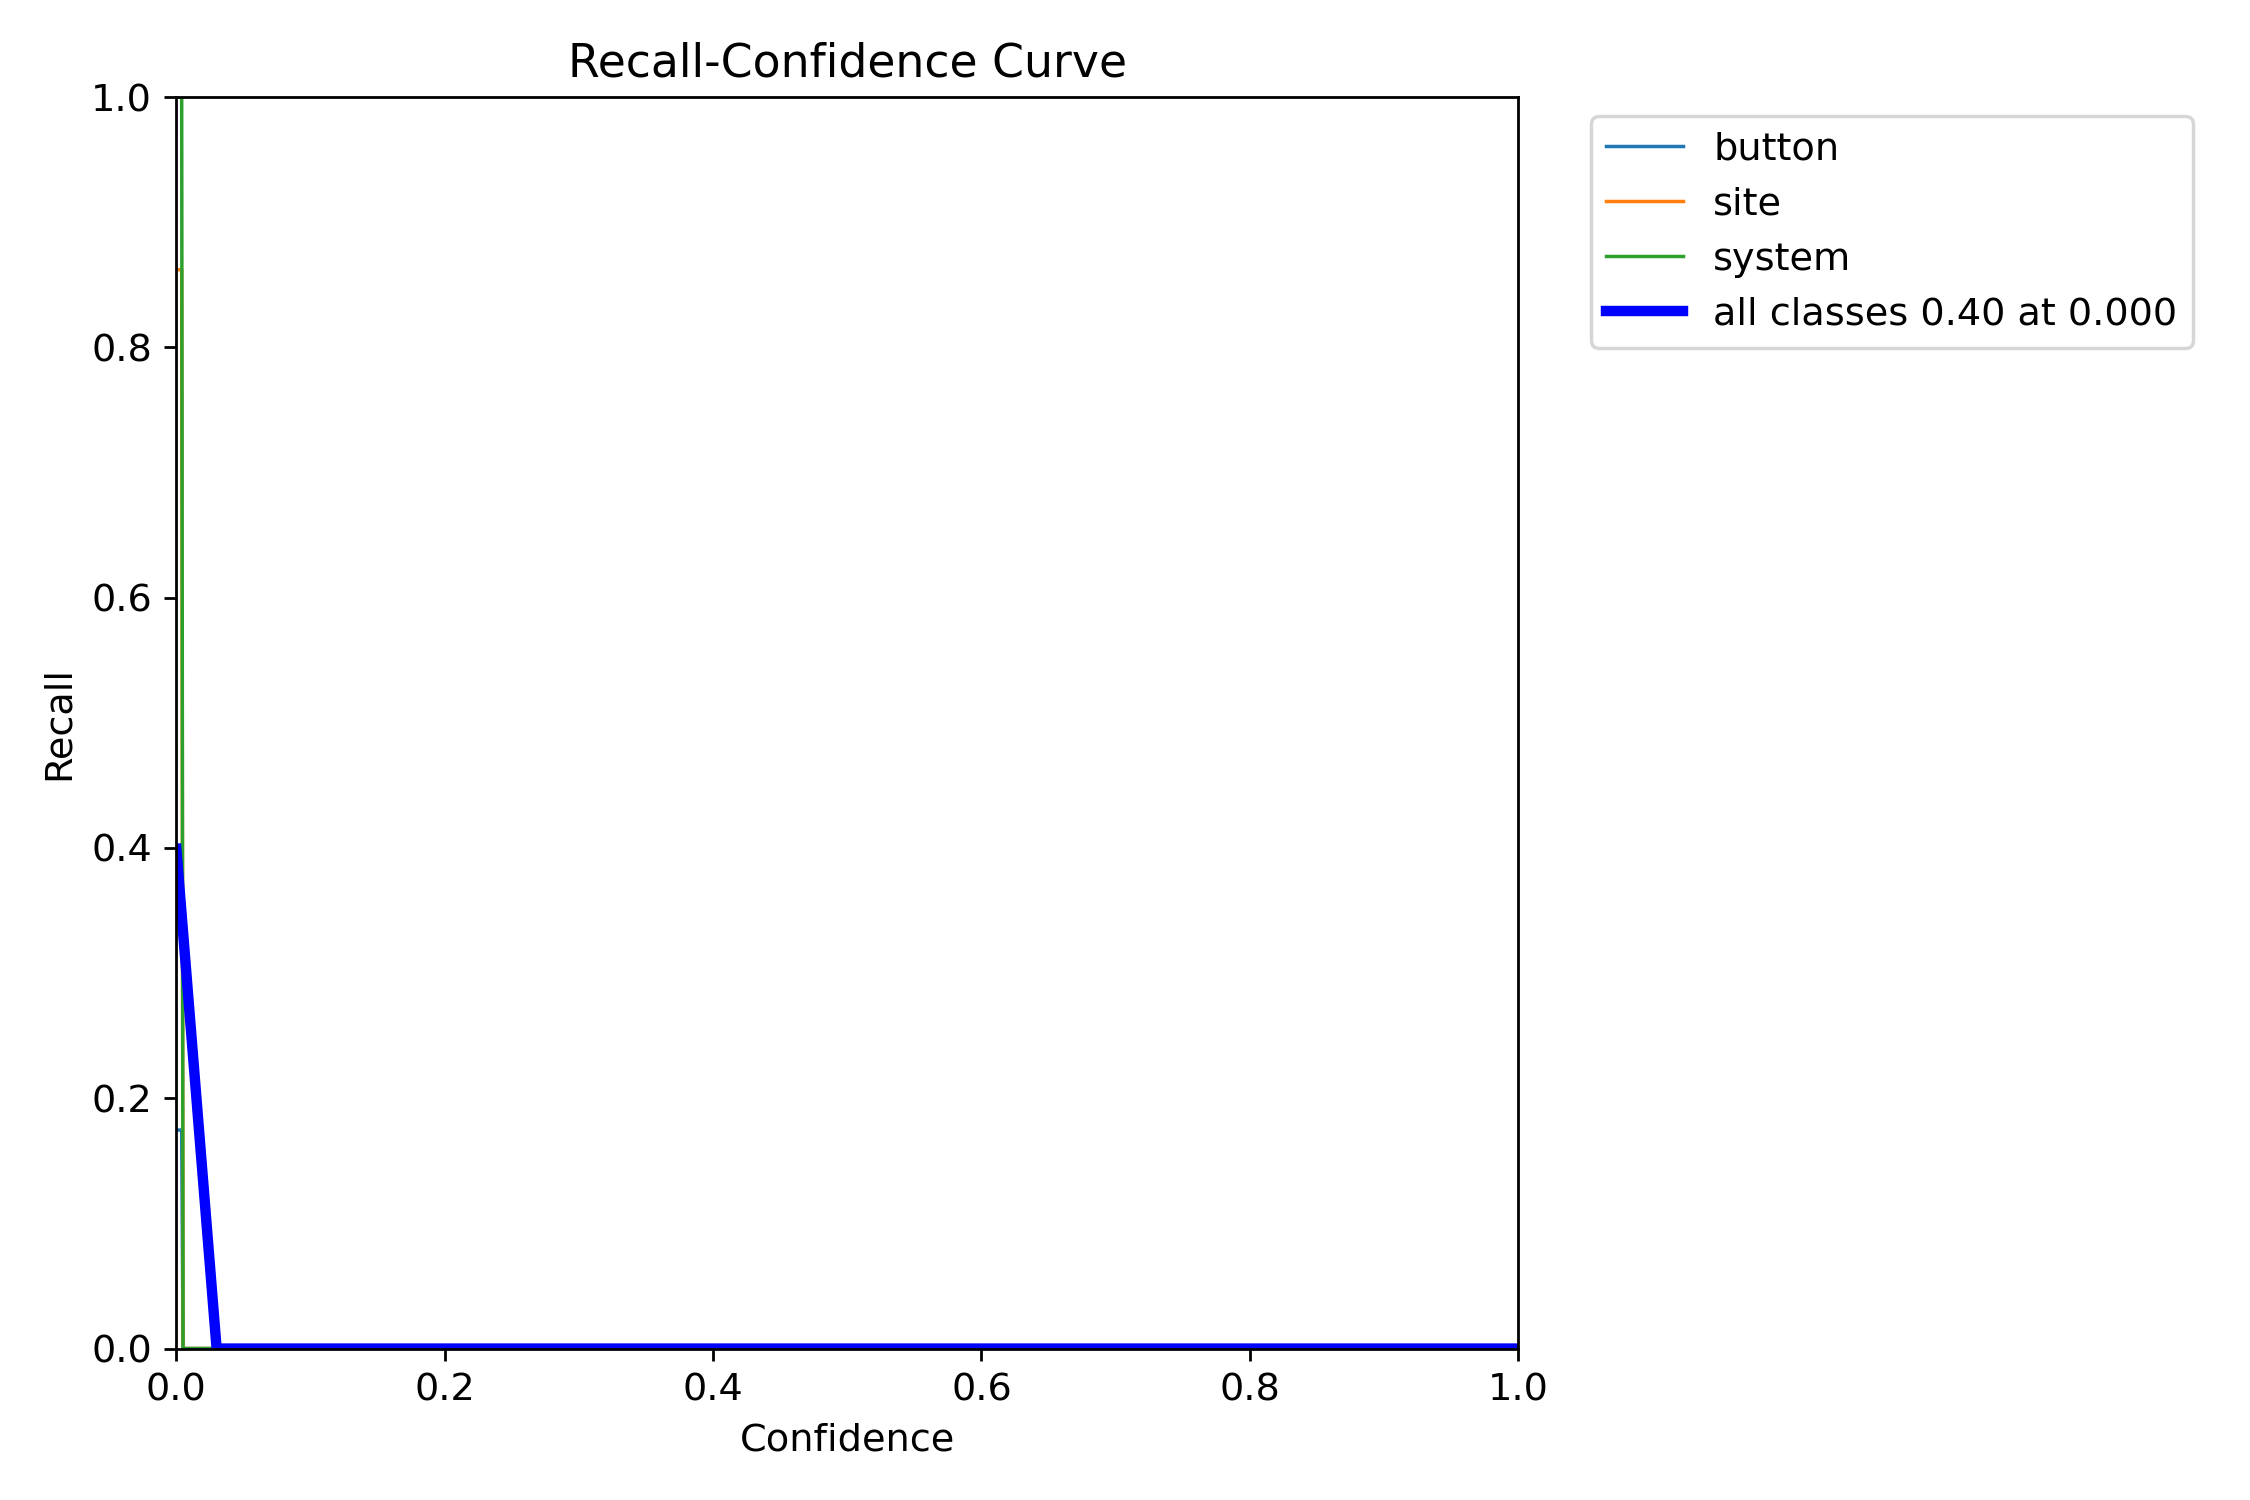 Recall-Confidence Curve
1.0
0.8
0.6
0.4
0.2
0.0
Recall
0.0 0.2 0.4 0.6 0.8 1.0
Confidence
button
site
system
all classes 0.40 at 0.000